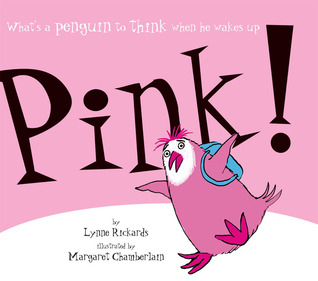 What's a penguin to think when he wakes up
Pink!
by
Lynne Rickards
illustrated by
Margaret Chamberlain